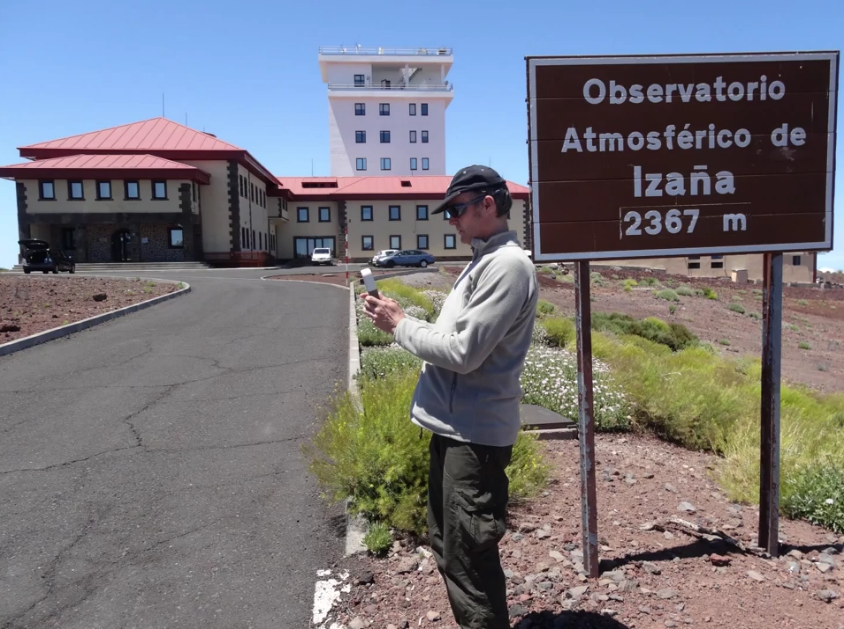 Observatorio
Atmosférico de
Izaña
2367 m